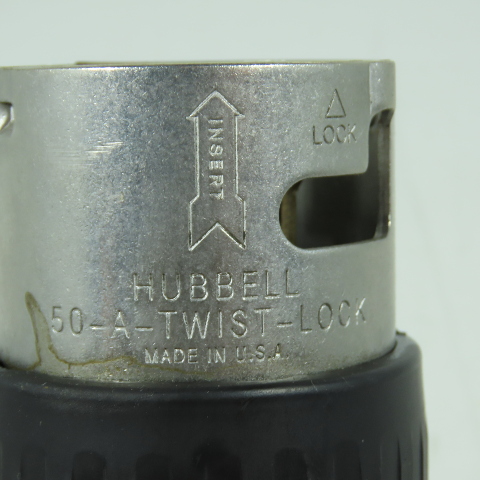 INSERT
LOCK
HUBBELL
50-A-TWIST-LOCK
MADE IN U.S.A.